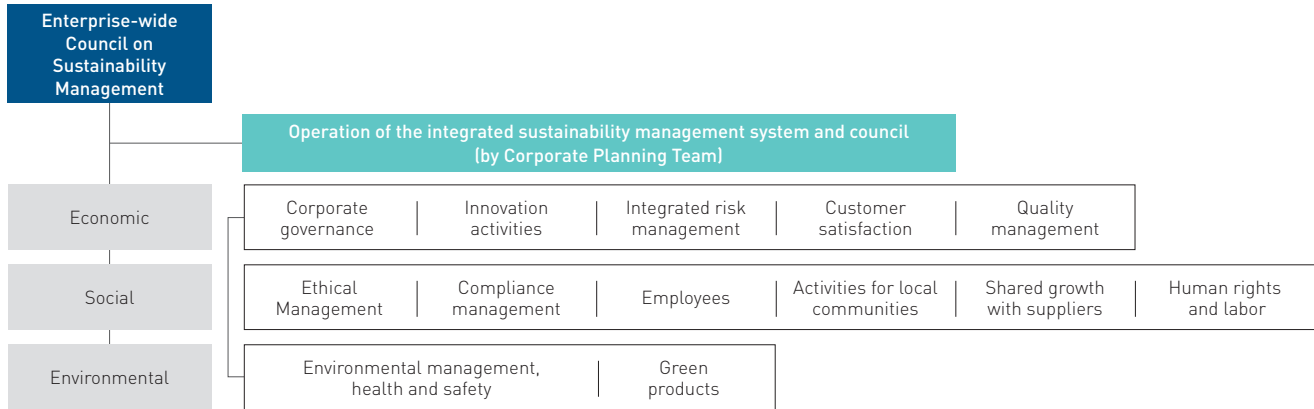 Enterprise-wide
Council on
Sustainability
Management
Operation of the integrated sustainability management system and council
(by Corporate Planning Team)
Economic
Corporate
governance
Innovation
activities
Integrated risk
management
Customer
satisfaction
Quality
management
Social
Ethical
Management
Compliance
management
Employees
Activities for local
communities
Shared growth
with suppliers
Human rights
and labor
Environmental
Environmental management,
health and safety
Green
products